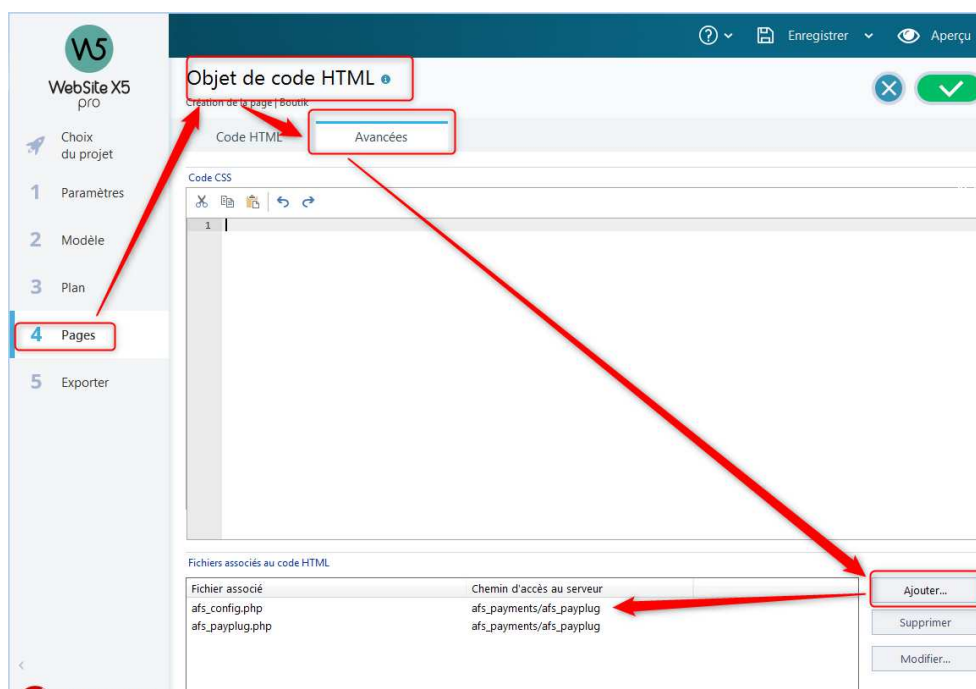 W5
WebSite X5
pro
? Enregistrer Aperçu
Objet de code HTML
Création de la page | Boutik
Choix
du projet
Code HTML Avancées
1 Paramètres
Code CSS
2 Modèle
1
3 Plan
4 Pages
5 Exporter
Fichiers associés au code HTML
Fichier associé Chemin d'accès au serveur
Ajouter...
afs_config.php afs_payments/afs_payplug
afs_payplug.php afs_payments/afs_payplug
Supprimer
Modifier...